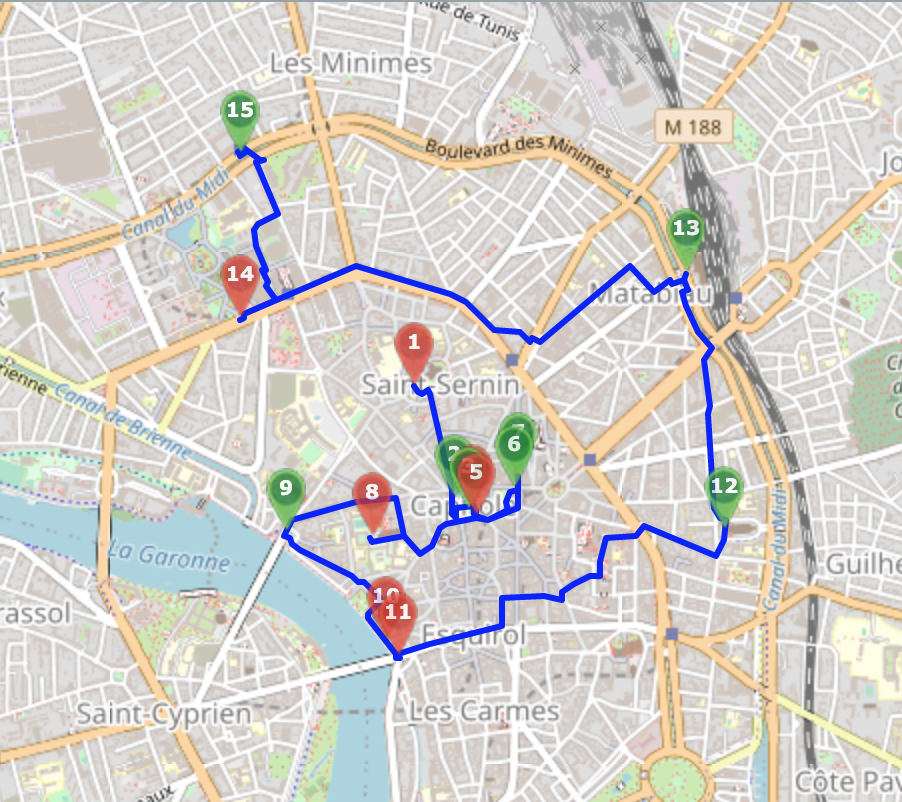 Rue de Tunis
Les Minimes
M 188
15
Boulevard des Minimes
Canal du Midi
13
14
Matabiau
1
Saint-Sernin
Canal de Brienne
6
5
12
9
8
La Garonne
Canal du Midi
Guilhe
10
rassol
11
Esquirol
Saint-Cyprien
Les Carmes
Côte Pav
aux